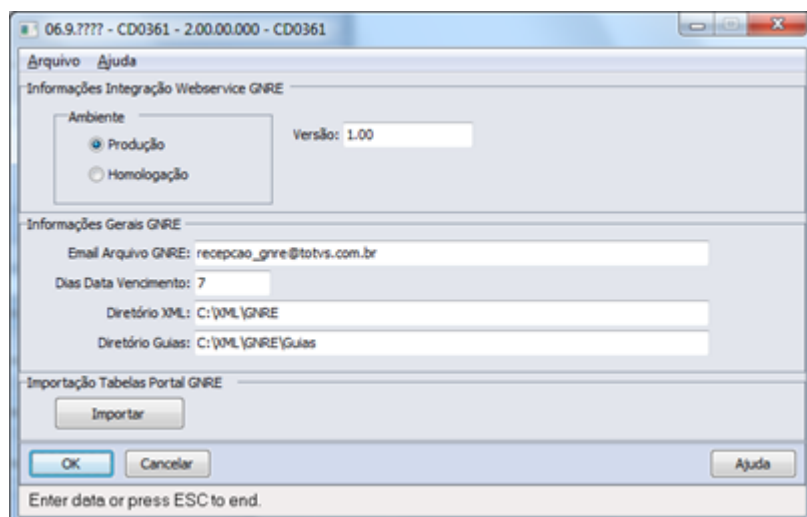 06.9.???? - CD0361 - 2.00.00.000 - CD0361
Arquivo Ajuda
Informações Integração Webservice GNRE
Ambiente
Produção
Versão: 1.00
Homologação
Informações Gerais GNRE
Email Arquivo GNRE: recepcao_gnre@totvs.com.br
Dias Data Vencimento: 7
Diretório XML: C:\XML\GNRE
Diretório Guias: C:\XML\GNRE\Guias
Importação Tabelas Portal GNRE
Importar
OK Cancelar Ajuda
Enter data or press ESC to end.